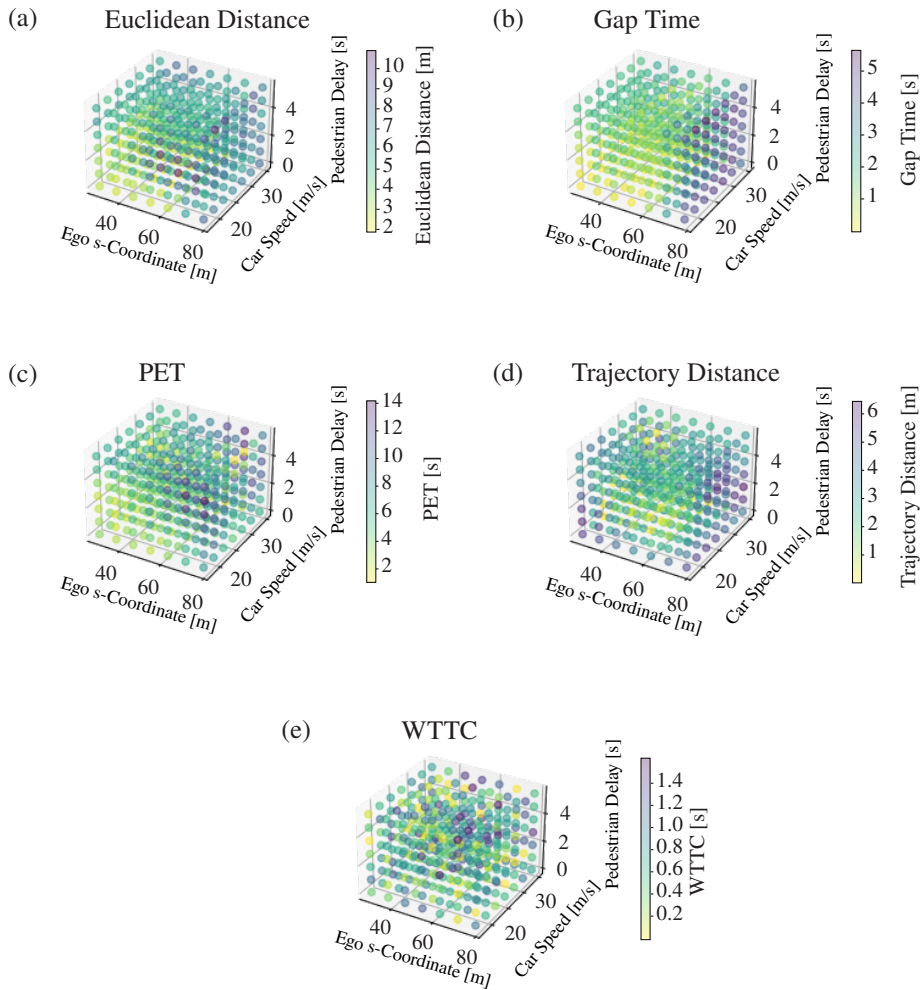 (a)
Euclidean Distance
40
60
80
Ego s-Coordinate [m]
20
30
Car Speed [m/s]
0
2
4
Pedestrian Delay [s]
2
3
4
5
6
7
8
9
10
Euclidean Distance [m]
(b)
Gap Time
40
60
80
Ego s-Coordinate [m]
20
30
Car Speed [m/s]
0
2
4
Pedestrian Delay [s]
1
2
3
4
5
Gap Time [s]
(c)
PET
40
60
80
Ego s-Coordinate [m]
20
30
Car Speed [m/s]
0
2
4
Pedestrian Delay [s]
2
4
6
8
10
12
14
PET [s]
(d)
Trajectory Distance
40
60
80
Ego s-Coordinate [m]
20
30
Car Speed [m/s]
0
2
4
Pedestrian Delay [s]
1
2
3
4
5
6
Trajectory Distance [m]
(e)
WTTC
40
60
80
Ego s-Coordinate [m]
20
30
Car Speed [m/s]
0
2
4
Pedestrian Delay [s]
0.2
0.4
0.6
0.8
1.0
1.2
1.4
WTTC [s]